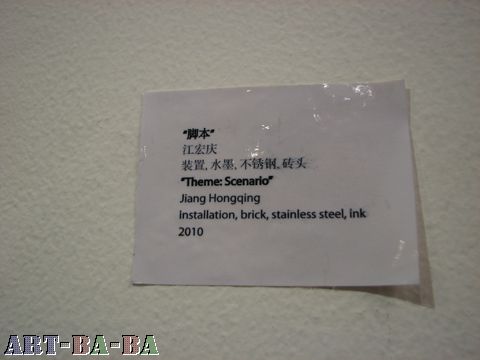 “脚本”
江宏庆
装置, 水墨, 不锈钢, 砖头
“Theme: Scenario”
Jiang Hongqing
Installation, brick, stainless steel, ink
2010
ART-BA-BA